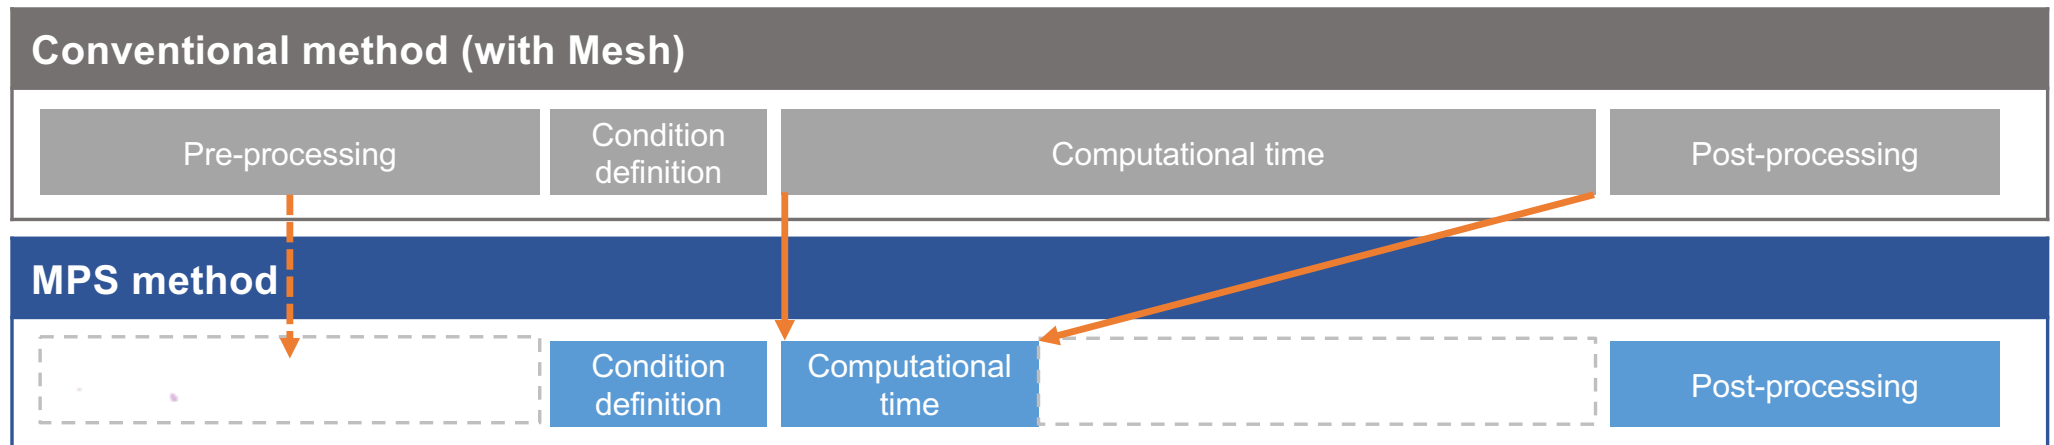 Conventional method (with Mesh)
Pre-processing
Condition
definition
Computational time
Post-processing
MPS method
Condition
definition
Computational
time
Post-processing